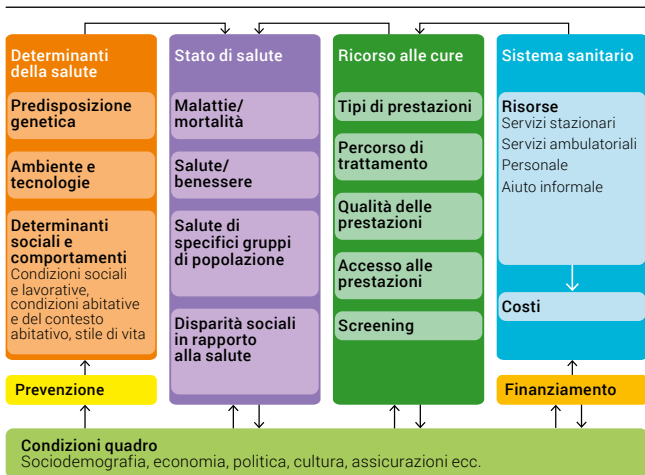 Determinanti
della salute
Predisposizione
genetica
Ambiente e
tecnologie
Determinanti
sociali e
comportamenti
Condizioni sociali
e lavorative,
condizioni abitative
e del contesto
abitativo, stile di vita
Prevenzione
Stato di salute
Malattie/
mortalità
Salute/
benessere
Salute di
specifici gruppi
di popolazione
Disparità sociali
in rapporto
alla salute
Ricorso alle cure
Tipi di prestazioni
Percorso di
trattamento
Qualità delle
prestazioni
Accesso alle
prestazioni
Screening
Sistema sanitario
Risorse
Servizi stazionari
Servizi ambulatoriali
Personale
Aiuto informale
Costi
Finanziamento
Condizioni quadro
Sociodemografia, economia, politica, cultura, assicurazioni ecc.